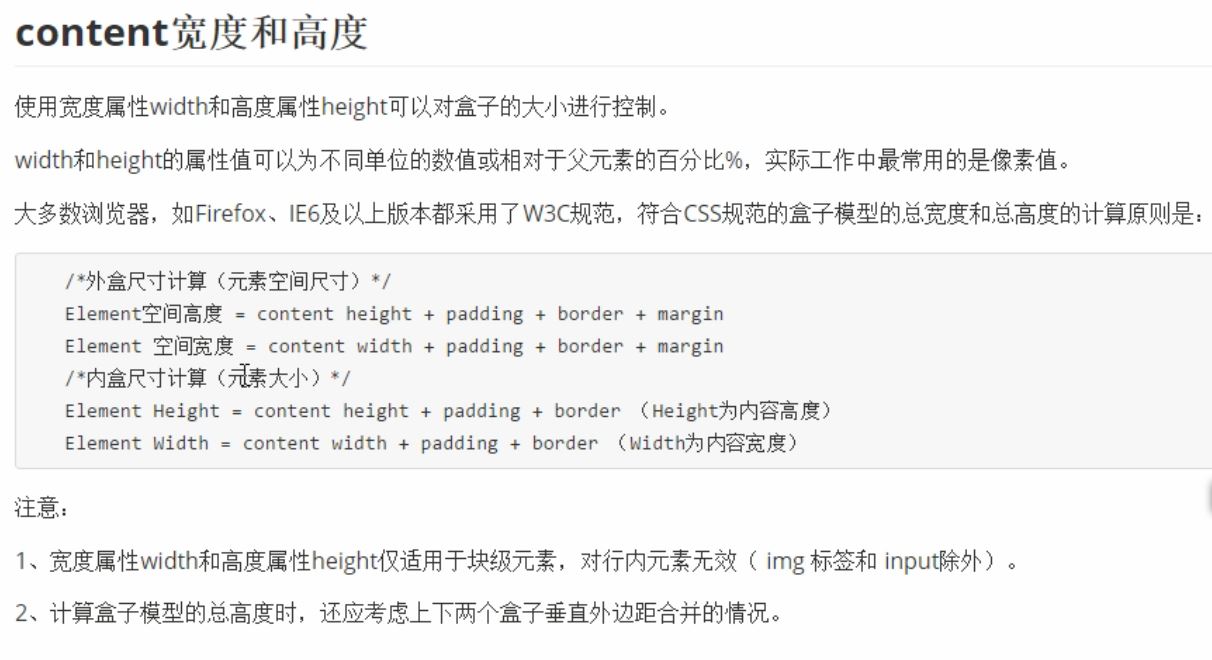 content宽度和高度
使用宽度属性width和高度属性height可以对盒子的大小进行控制。
width和height的属性值可以为不同单位的数值或相对于父元素的百分比%，实际工作中最常用的是像素值。
大多数浏览器，如Firefox、IE6及以上版本都采用了W3C规范，符合CSS规范的盒子模型的总宽度和总高度的计算原则是：
/*外盒尺寸计算（元素空间尺寸）*/
Element空间高度 = content height + padding + border + margin
Element 空间宽度 = content width + padding + border + margin
/*内盒尺寸计算（元素大小）*/
Element Height = content height + padding + border （Height为内容高度）
Element Width = content width + padding + border （Width为内容宽度）
注意：
1、宽度属性width和高度属性height仅适用于块级元素，对行内元素无效（ img 标签和 input除外）。
2、计算盒子模型的总高度时，还应考虑上下两个盒子垂直外边距合并的情况。